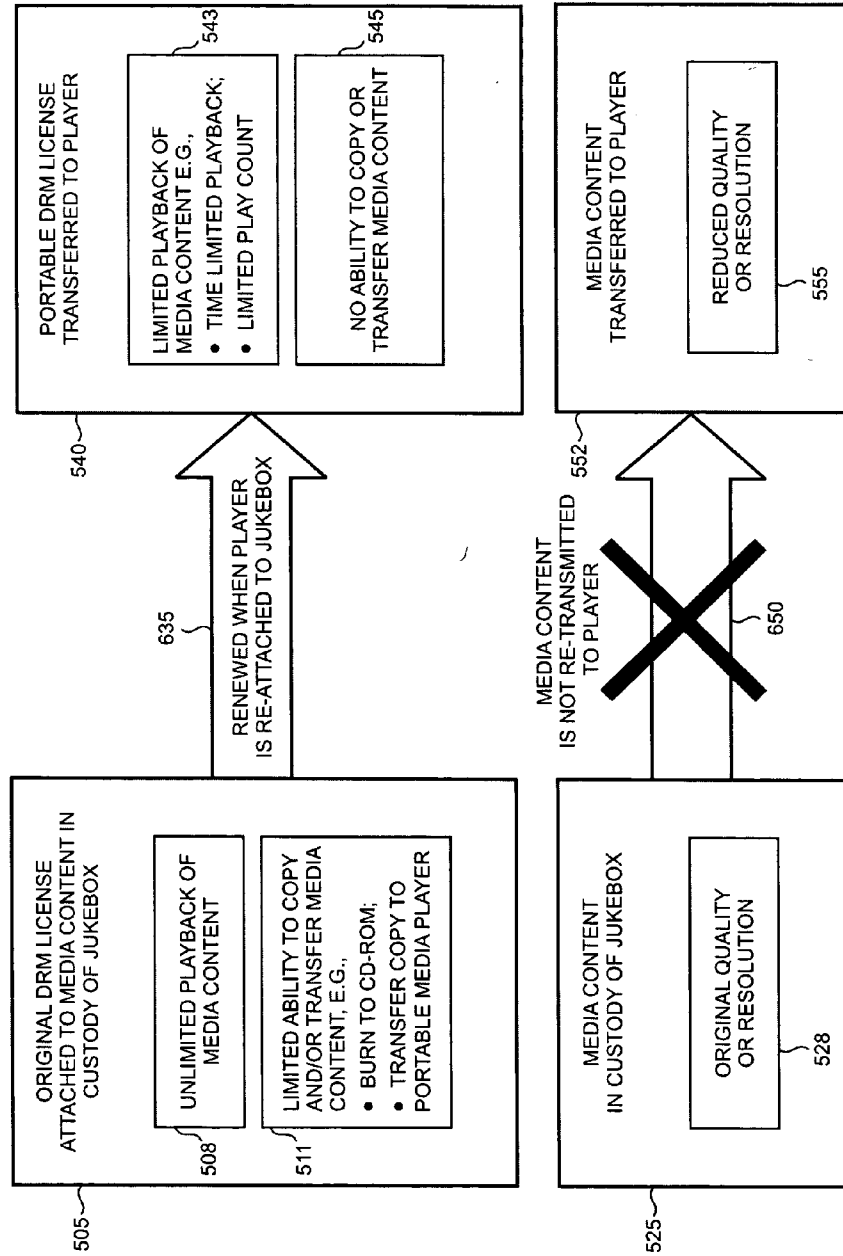 505
ORIGINAL DRM LICENSE
ATTACHED TO MEDIA CONTENT IN
CUSTODY OF JUKEBOX
508
UNLIMITED PLAYBACK OF
MEDIA CONTENT
511
LIMITED ABILITY TO COPY
AND/OR TRANSFER MEDIA
CONTENT, E.G.,
• BURN TO CD-ROM;
• TRANSFER COPY TO
PORTABLE MEDIA PLAYER
635
RENEWED WHEN PLAYER
IS RE-ATTACHED TO JUKEBOX
540
PORTABLE DRM LICENSE
TRANSFERRED TO PLAYER
543
LIMITED PLAYBACK OF
MEDIA CONTENT E.G.,
• TIME LIMITED PLAYBACK;
• LIMITED PLAY COUNT
545
NO ABILITY TO COPY OR
TRANSFER MEDIA CONTENT
525
MEDIA CONTENT
IN CUSTODY OF JUKEBOX
ORIGINAL QUALITY
OR RESOLUTION
528
MEDIA CONTENT
IS NOT RE-TRANSMITTED
TO PLAYER
650
552
MEDIA CONTENT
TRANSFERRED TO PLAYER
REDUCED QUALITY
OR RESOLUTION
555